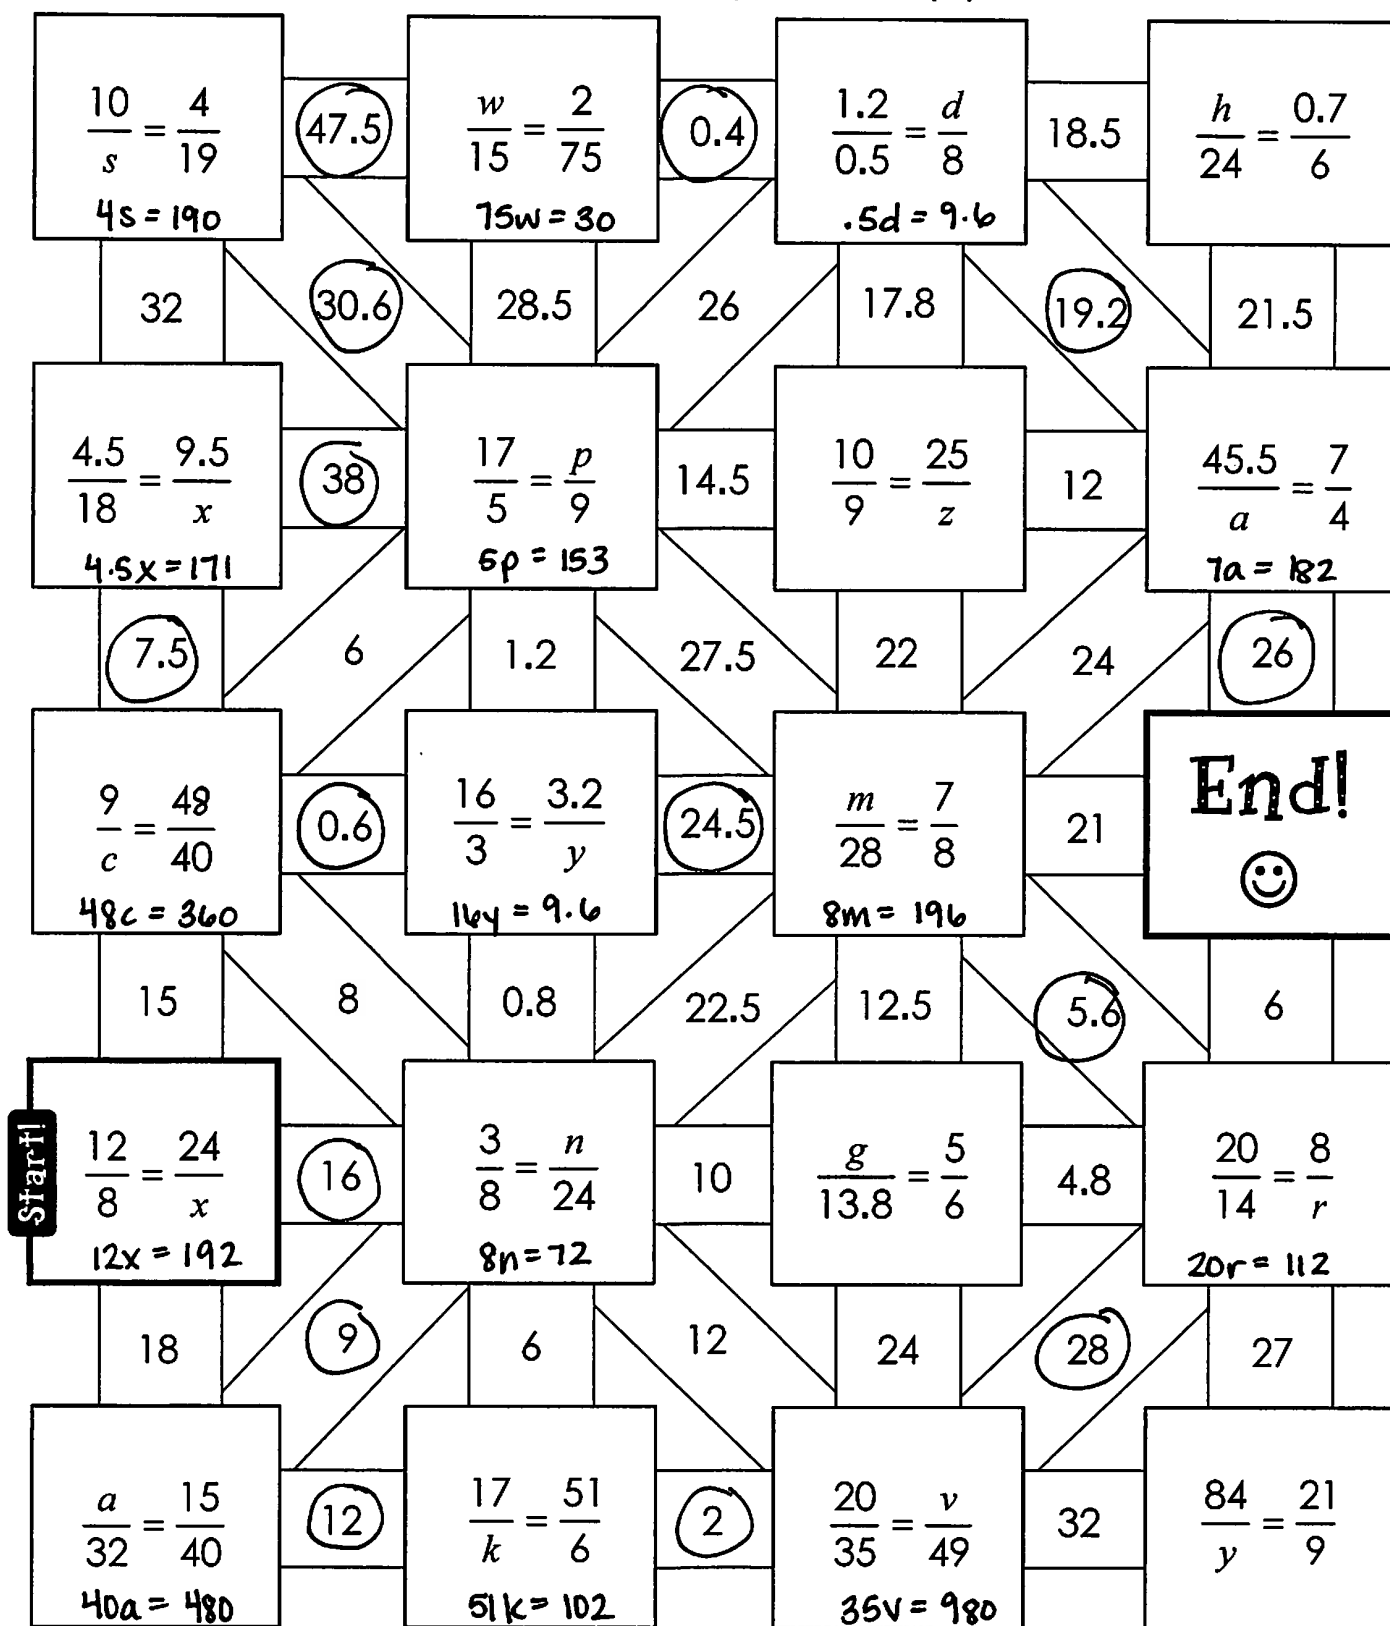 10/s = 4/19
4s = 190
47.5
w/15 = 2/75
75w = 30
0.4
1.2/0.5 = d/8
.5d = 9.6
18.5
h/24 = 0.7/6
32
30.6
28.5
26
17.8
19.2
21.5
4.5/18 = 9.5/x
4.5x = 171
38
17/5 = p/9
5p = 153
14.5
10/9 = 25/z
12
45.5/a = 7/4
7a = 182
7.5
6
1.2
27.5
22
24
26
9/c = 48/40
48c = 360
0.6
16/3 = 3.2/y
16y = 9.6
24.5
m/28 = 7/8
8m = 196
21
End!
15
8
0.8
22.5
12.5
5.6
6
Start!
12/8 = 24/x
12x = 192
16
3/8 = n/24
8n = 72
10
g/13.8 = 5/6
4.8
20/14 = 8/r
20r = 112
18
9
6
12
24
28
27
a/32 = 15/40
40a = 480
12
17/k = 51/6
51k = 102
2
20/35 = v/49
35v = 980
32
84/y = 21/9